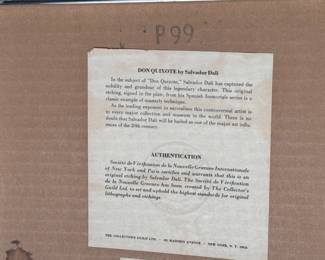 P99
DON QUIXOTE by Salvador Dali
In the subject of "Don Quixote," Salvador Dali has captured the
nobility and grandeur of this legendary character. This original
etching, signed in the plate, from his Spanish Immortals series is a
classic example of masterly technique.
As the leading exponent in surrealism this controversial artist is
in every major collection and museum in the world. There is no
doubt that Salvador Dali will be hailed as one of the major art influ-
ences of the 20th century.
AUTHENTICATION
Société de Vérification de la Nouvelle Gravure Internationale
of New York and Paris certifies and warrants that this is an
original etching by Salvador Dali. The Société de Vérification
de la Nouvelle Gravure has been created by The Collector's
Guild Ltd. to set and uphold the highest standards for original
lithographs and etchings.
THE COLLECTOR'S GUILD LTD. MADISON AVENUE NEW YORK, N. Y.